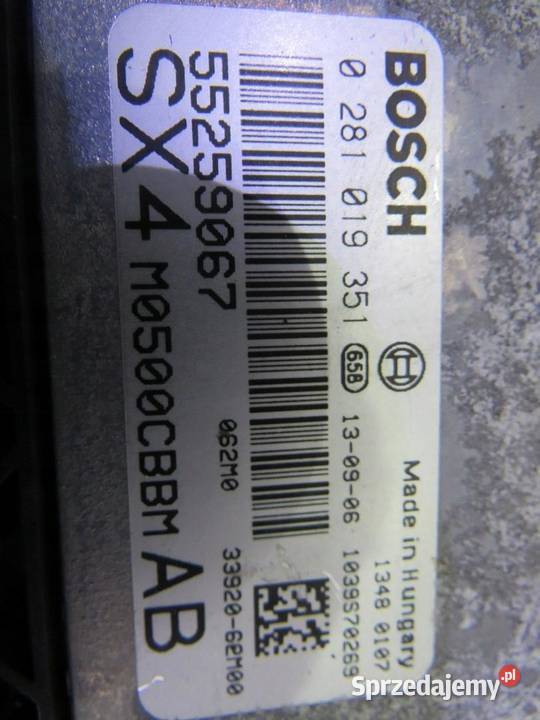 BOSCH
Made in Hungary
1348 0107
0 281 019 351 658 13-09-06 1039S70269
062M0 33920-62M00
55259067
SX4 M0500CBBM AB
Sprzedajemy.pl